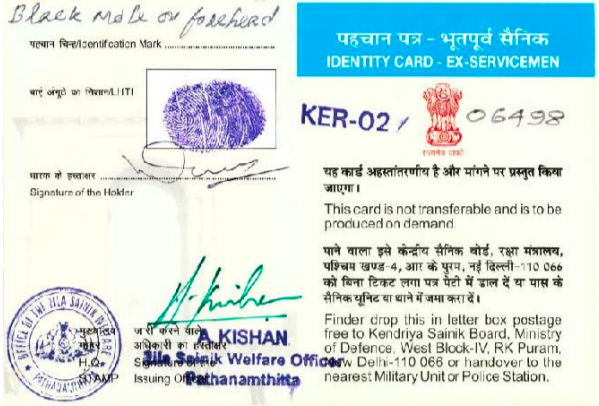 Black mole on forehead
पहचान चिन्ह/Identification Mark
बाएं अंगूठे का निशान/LHTI
धारक के हस्ताक्षर
Signature of the Holder
मुख्यालय
मोहर
H.Q.
STAMP
OFFICE OF THE ZILA SAINIK WELFARE
PATHANAMTHITTA
जारी करने वाले
अधिकारी का हस्ताक्षर
Signature of the
Issuing Officer
A. KISHAN
Zila Sainik Welfare Officer
Pathanamthitta
पहचान पत्र - भूतपूर्व सैनिक
IDENTITY CARD - EX-SERVICEMEN
KER-02/ 06498
सत्यमेव जयते
यह कार्ड अहस्तांतरणीय है और मांगने पर प्रस्तुत किया
जाएगा।
This card is not transferable and is to be
produced on demand.
पाने वाला इसे केन्द्रीय सैनिक बोर्ड, रक्षा मन्त्रालय,
पश्चिम खण्ड-4, आर के पुरम, नई दिल्ली-110 066
को बिना टिकट लगा पत्र पेटी में डाल दें या पास के
सैनिक यूनिट या थाने में जमा करा दें।
Finder drop this in letter box postage
free to Kendriya Sainik Board, Ministry
of Defence, West Block-IV, RK Puram,
New Delhi-110 066 or handover to the
nearest Military Unit or Police Station.